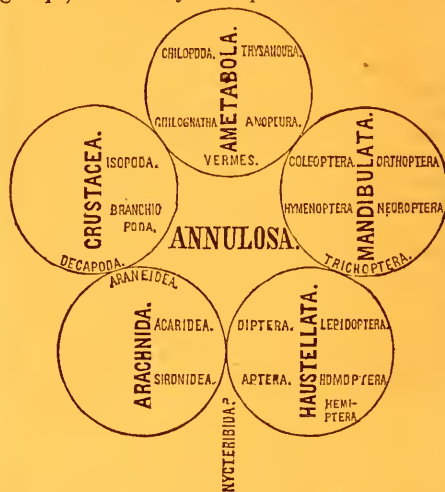 CHILOPODA. THYSANOURA.
AMETABOLA.
CHILOGNATHA ANOPLURA.
VERMES.
CRUSTACEA.
ISOPODA.
BRANCHIO
PODA.
DECAPODA.
COLEOPTERA. ORTHOPTERA
MANDIBULATA.
HYMENOPTERA NEUROPTERA.
TRICHOPTERA.
ANNULOSA.
ARANEIDEA.
ARACHNIDA.
ACARIDEA.
SIRONIDEA.
DIPTERA. LEPIDOPTERA.
HAUSTELLATA.
APTERA. HOMOPTERA
HEMI-
PTERA.
NYCTERIBIDA?